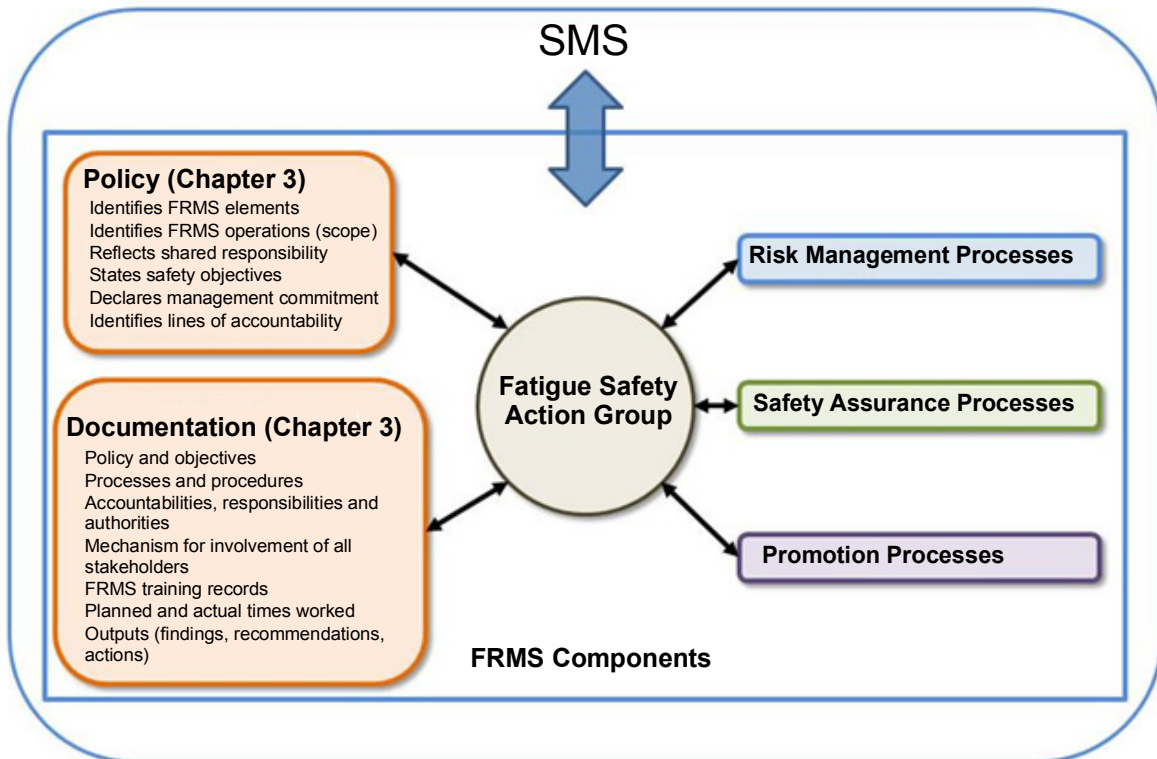 SMS
Policy (Chapter 3)
Identifies FRMS elements
Identifies FRMS operations (scope)
Reflects shared responsibility
States safety objectives
Declares management commitment
Identifies lines of accountability
Documentation (Chapter 3)
Policy and objectives
Processes and procedures
Accountabilities, responsibilities and
authorities
Mechanism for involvement of all
stakeholders
FRMS training records
Planned and actual times worked
Outputs (findings, recommendations,
actions)
Fatigue Safety
Action Group
Risk Management Processes
Safety Assurance Processes
Promotion Processes
FRMS Components